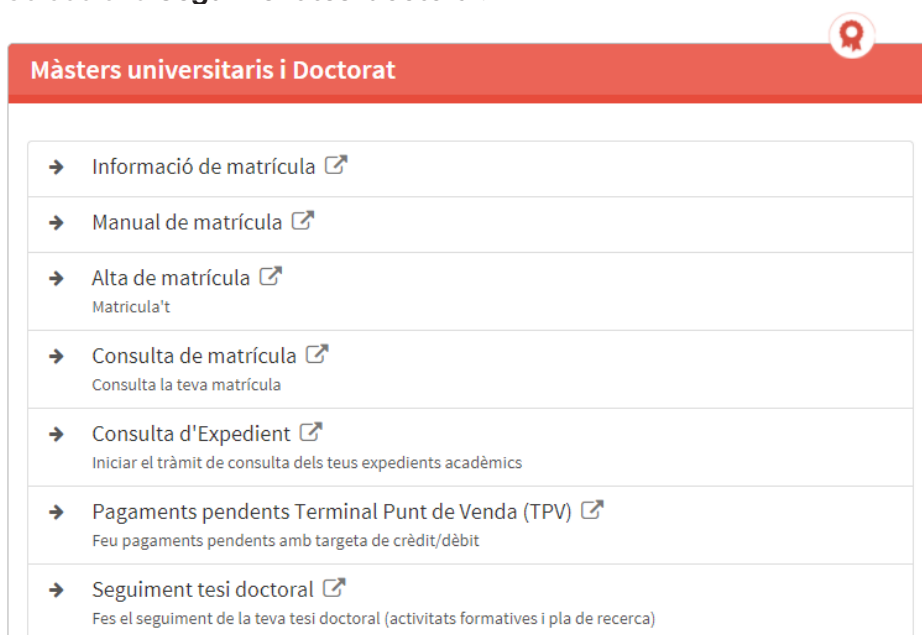 Màsters universitaris i Doctorat
Informació de matrícula
Manual de matrícula
Alta de matrícula
Matricula't
Consulta de matrícula
Consulta la teva matrícula
Consulta d'Expedient
Iniciar el tràmit de consulta dels teus expedients acadèmics
Pagaments pendents Terminal Punt de Venda (TPV)
Feu pagaments pendents amb targeta de crèdit/dèbit
Seguiment tesi doctoral
Fes el seguiment de la teva tesi doctoral (activitats formatives i pla de recerca)